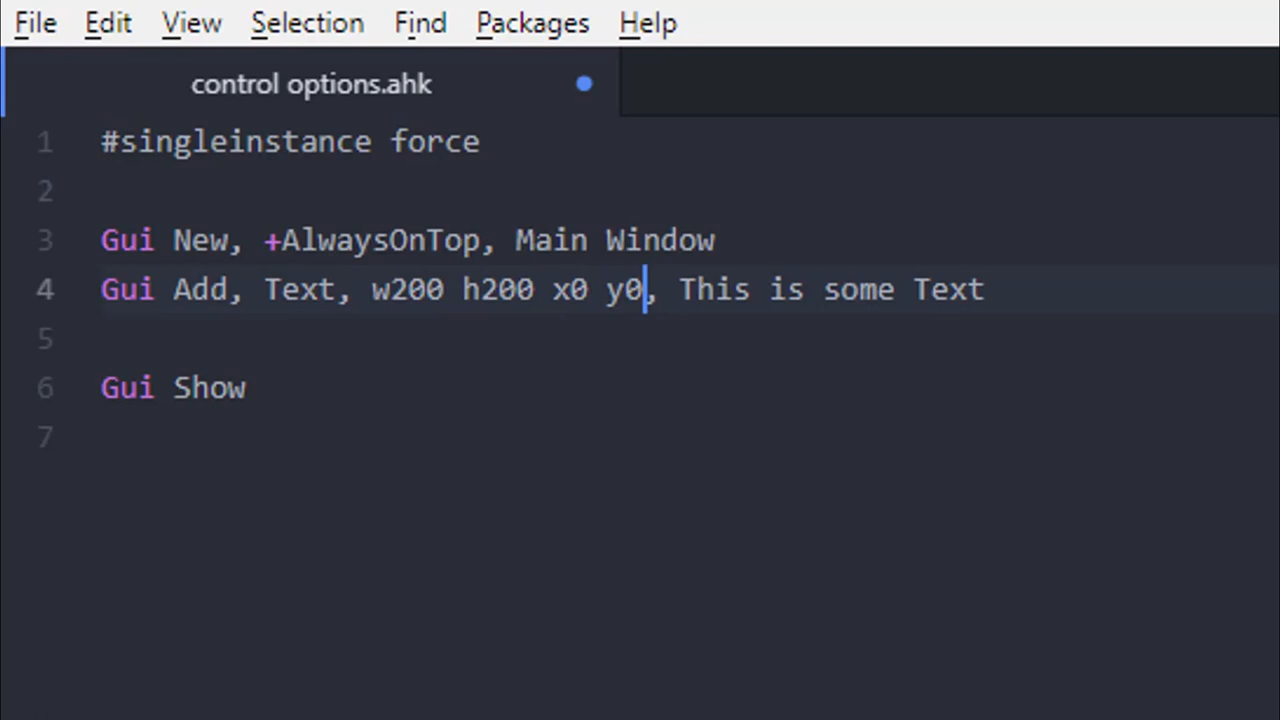 File Edit View Selection Find Packages Help
control options.ahk
1 #singleinstance force
2
3 Gui New, +AlwaysOnTop, Main Window
4 Gui Add, Text, w200 h200 x0 y0, This is some Text
5
6 Gui Show
7